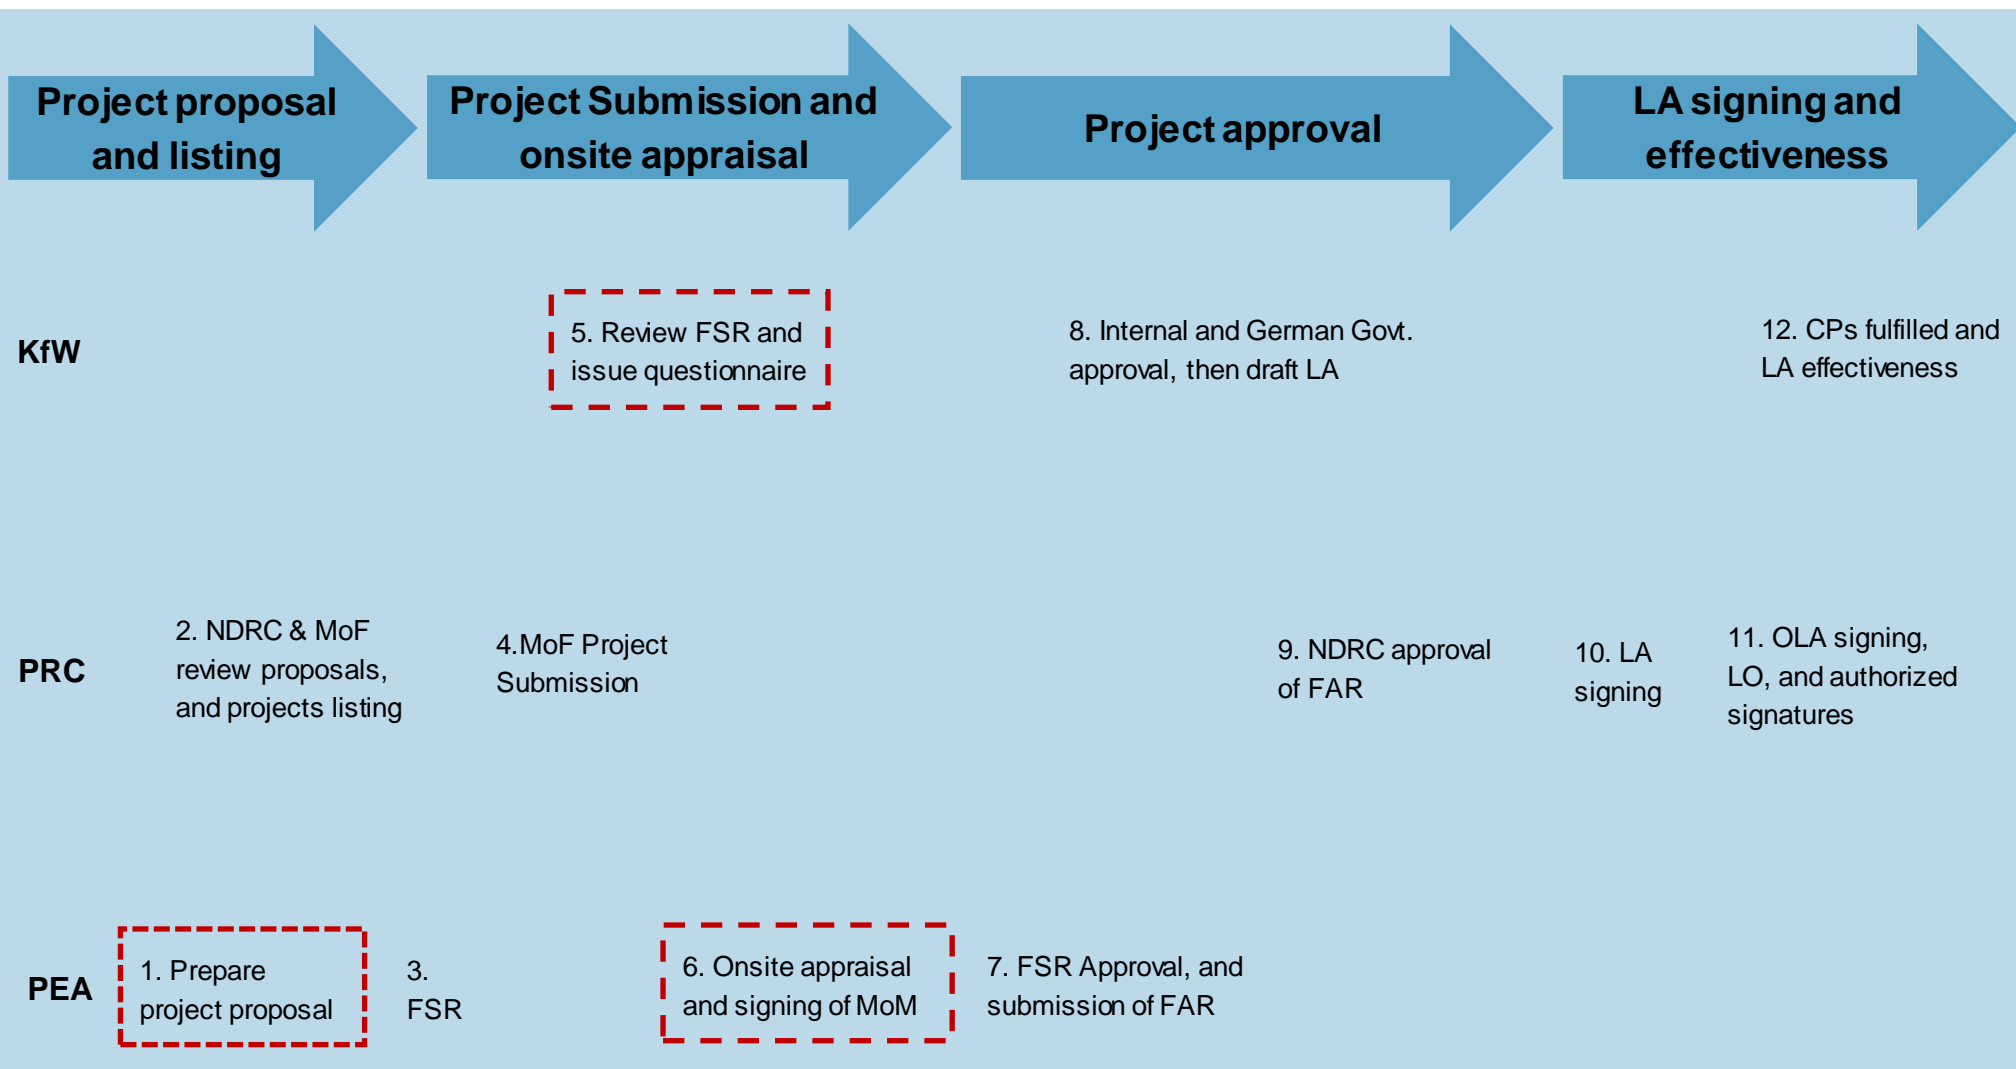 Project proposal
and listing
Project Submission and
onsite appraisal
Project approval
LA signing and
effectiveness
KfW
5. Review FSR and
issue questionnaire
8. Internal and German Govt.
approval, then draft LA
12. CPs fulfilled and
LA effectiveness
PRC
2. NDRC & MoF
review proposals,
and projects listing
4.MoF Project
Submission
9. NDRC approval
of FAR
10. LA
signing
11. OLA signing,
LO, and authorized
signatures
PEA
1. Prepare
project proposal
3.
FSR
6. Onsite appraisal
and signing of MoM
7. FSR Approval, and
submission of FAR